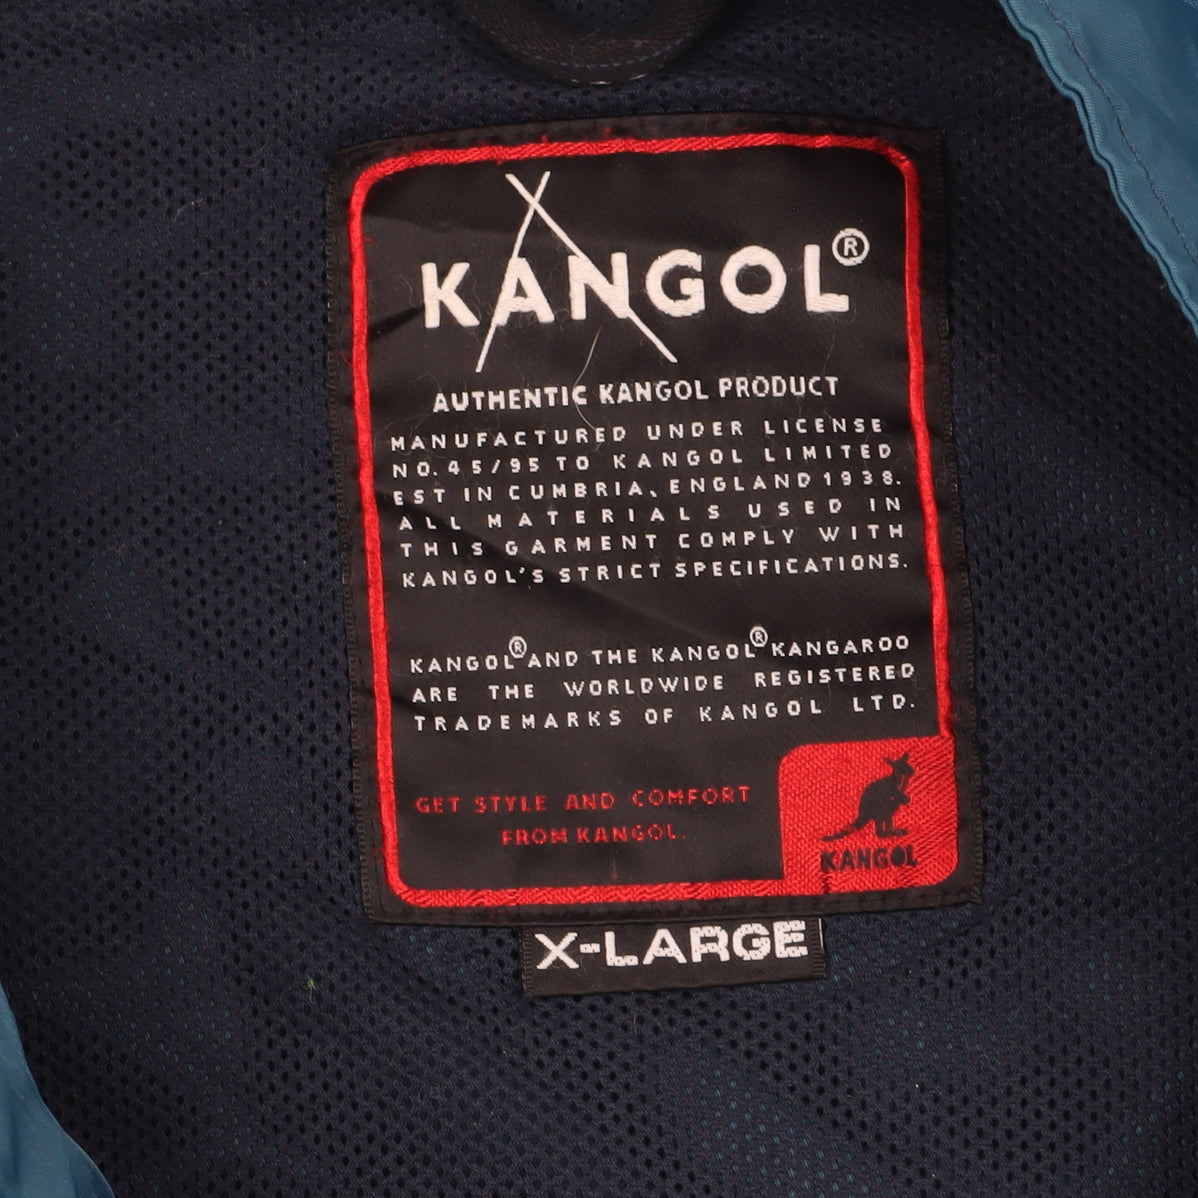 KANGOL®
AUTHENTIC KANGOL PRODUCT
MANUFACTURED UNDER LICENSE
NO. 45/95 TO KANGOL LIMITED
EST IN CUMBRIA, ENGLAND 1938.
ALL MATERIALS USED IN
THIS GARMENT COMPLY WITH
KANGOL'S STRICT SPECIFICATIONS.
KANGOL® AND THE KANGOL® KANGAROO
ARE THE WORLDWIDE REGISTERED
TRADEMARKS OF KANGOL LTD.
GET STYLE AND COMFORT
FROM KANGOL.
KANGOL
X-LARGE